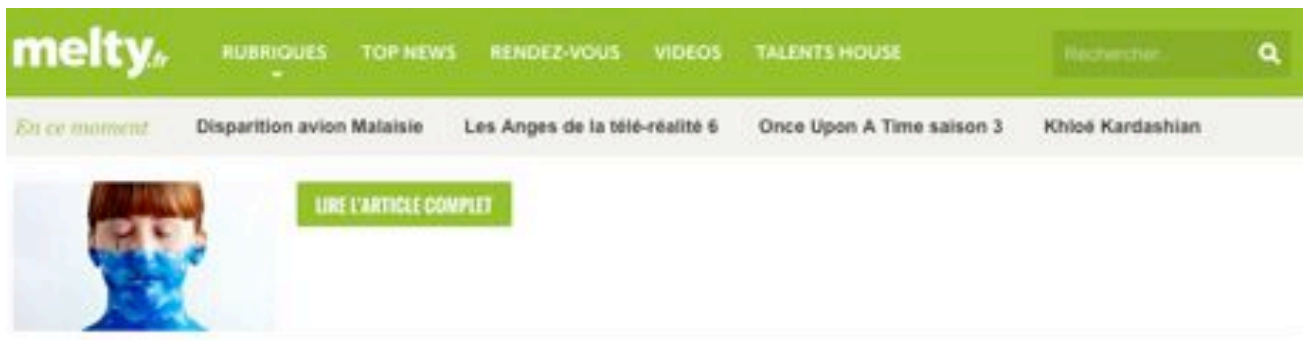 melty.fr RUBRIQUES TOP NEWS RENDEZ-VOUS VIDEOS TALENTS HOUSE Rechercher
En ce moment Disparition avion Malaisie Les Anges de la télé-réalité 6 Once Upon A Time saison 3 Khloé Kardashian
LIRE L'ARTICLE COMPLET